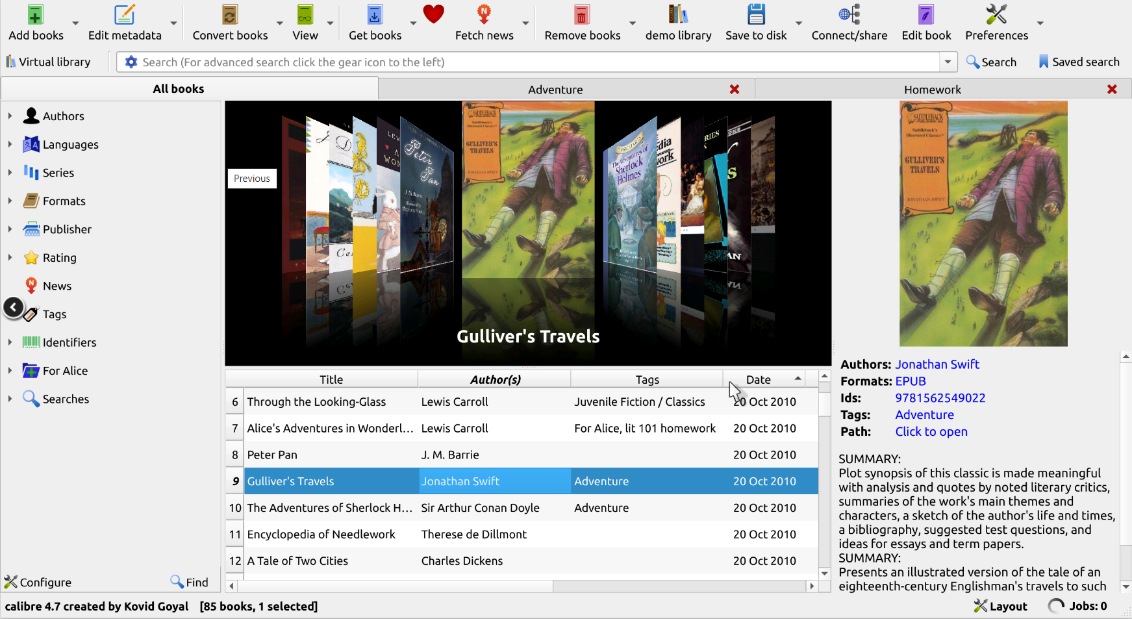 Add books
Edit metadata
Convert books
View
Get books
Fetch news
Remove books
demo library
Save to disk
Connect/share
Edit book
Preferences
Virtual library
Search (For advanced search click the gear icon to the left)
Search
Saved search
All books
Adventure
Homework
Authors
Languages
Series
Formats
Publisher
Rating
News
Tags
Identifiers
For Alice
Searches
Configure
Find
Previous
Peter Pan
Sherlock Holmes
GULLIVER'S TRAVELS
Gulliver's Travels
Title Author(s) Tags Date
6 Through the Looking-Glass Lewis Carroll Juvenile Fiction / Classics 20 Oct 2010
7 Alice's Adventures in Wonderl... Lewis Carroll For Alice, lit 101 homework 20 Oct 2010
8 Peter Pan J. M. Barrie 20 Oct 2010
9 Gulliver's Travels Jonathan Swift Adventure 20 Oct 2010
10 The Adventures of Sherlock H... Sir Arthur Conan Doyle Adventure 20 Oct 2010
11 Encyclopedia of Needlework Therese de Dillmont 20 Oct 2010
12 A Tale of Two Cities Charles Dickens 20 Oct 2010
GULLIVER'S
TRAVELS
Authors: Jonathan Swift
Formats: EPUB
Ids: 9781562549022
Tags: Adventure
Path: Click to open
SUMMARY:
Plot synopsis of this classic is made meaningful
with analysis and quotes by noted literary critics,
summaries of the work's main themes and
characters, a sketch of the author's life and times,
a bibliography, suggested test questions, and
ideas for essays and term papers.
SUMMARY:
Presents an illustrated version of the tale of an
eighteenth-century Englishman's travels to such
calibre 4.7 created by Kovid Goyal [85 books, 1 selected]
Layout
Jobs: 0